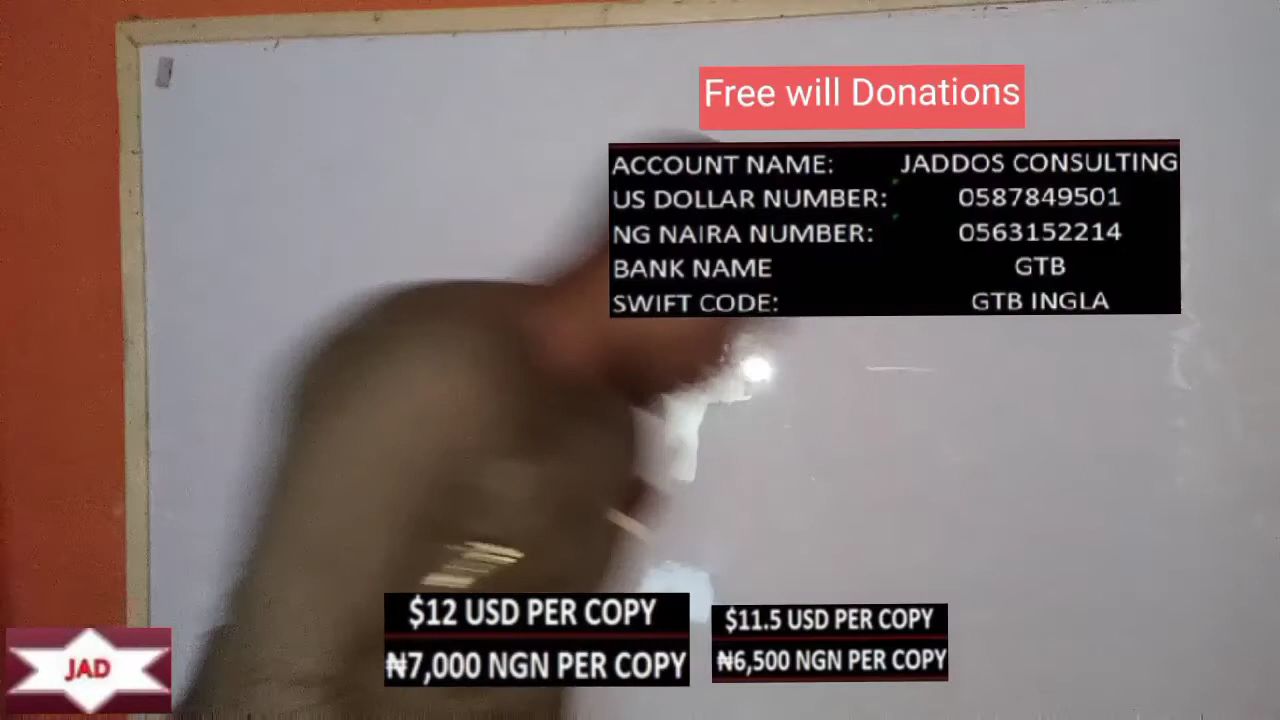 Free will Donations
ACCOUNT NAME: JADDOS CONSULTING
US DOLLAR NUMBER: 0587849501
NG NAIRA NUMBER: 0563152214
BANK NAME GTB
SWIFT CODE: GTB INGLA
$12 USD PER COPY
₦7,000 NGN PER COPY
$11.5 USD PER COPY
₦6,500 NGN PER COPY
JAD